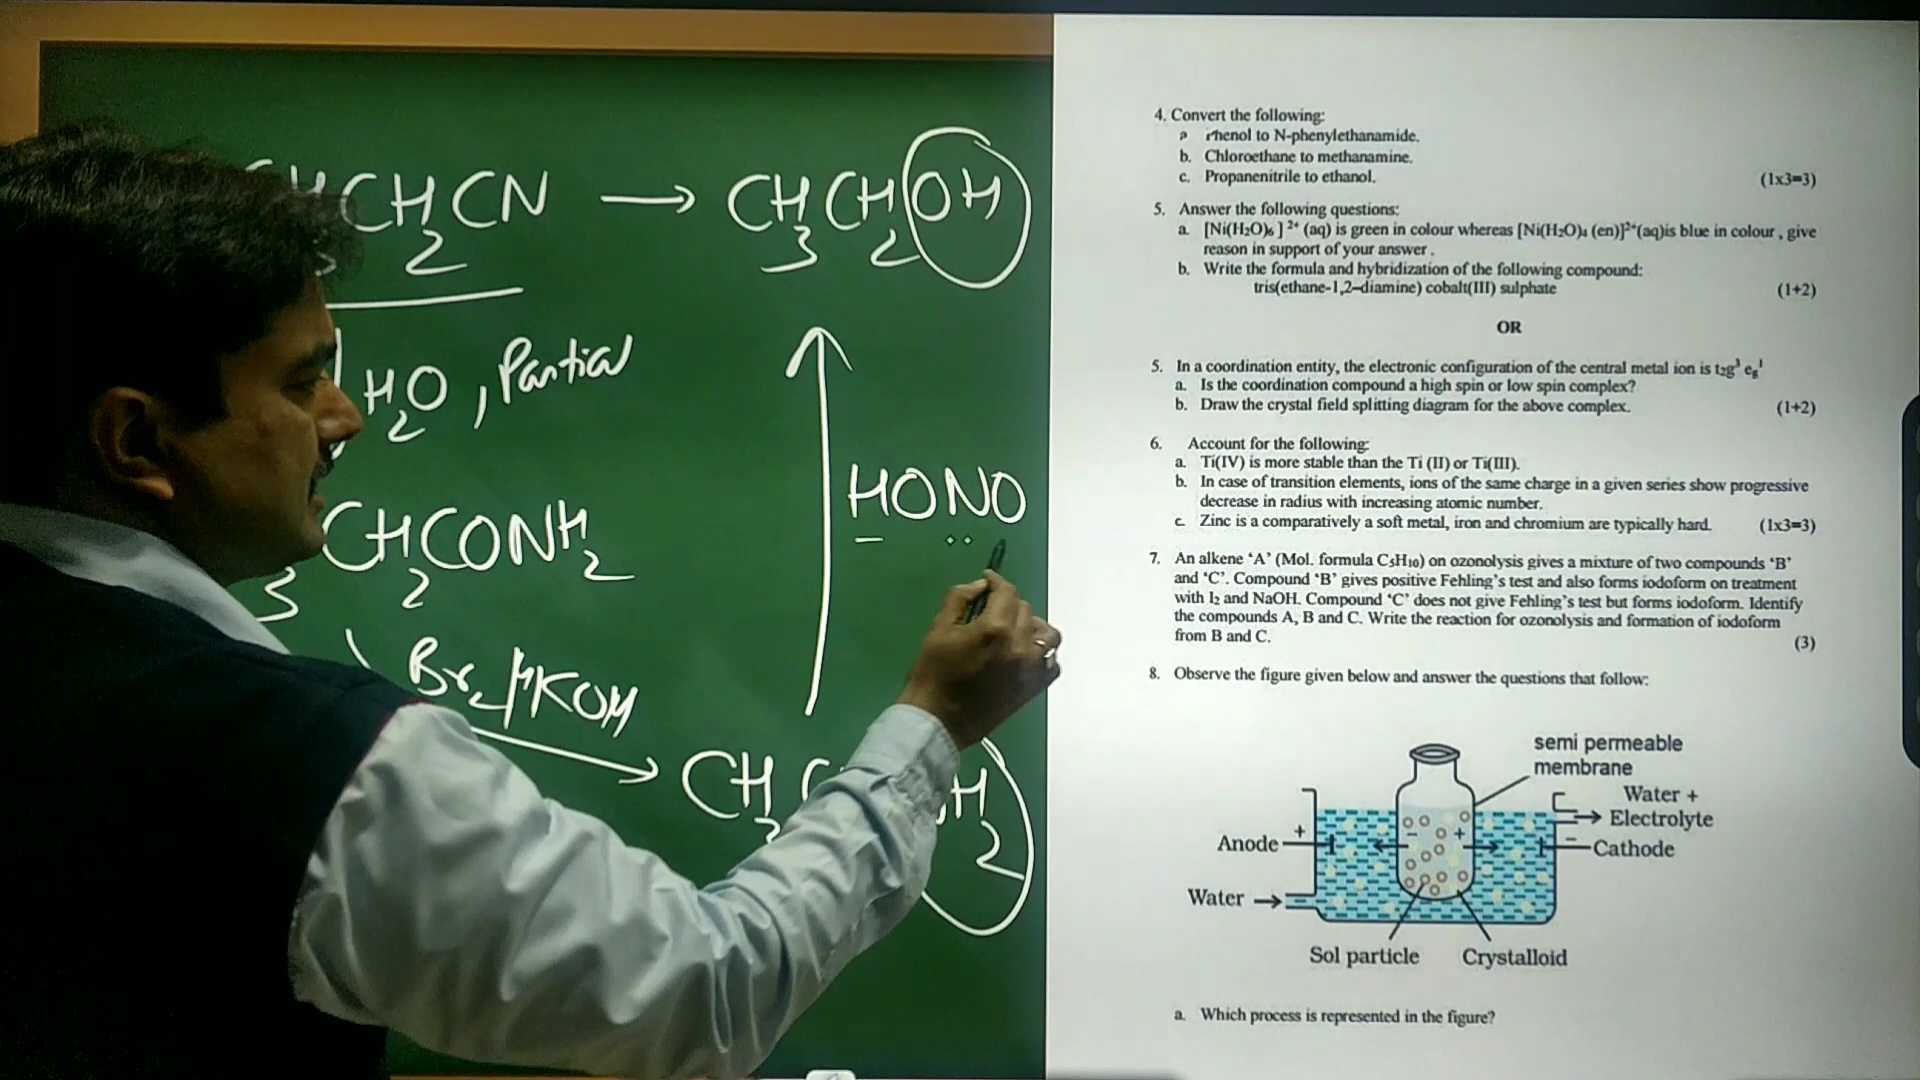 CH2CN → CH3CH2OH
H2O, Partial
HONO
CH2CONH2
3
Br2/KOH
CH3
H2
4. Convert the following:
a Phenol to N-phenylethanamide.
b. Chloroethane to methanamine.
c. Propanenitrile to ethanol. (1x3=3)
5. Answer the following questions:
a. [Ni(H2O)6 ] 2+ (aq) is green in colour whereas [Ni(H2O)4 (en)]2+(aq)is blue in colour , give
reason in support of your answer .
b. Write the formula and hybridization of the following compound:
tris(ethane-1,2–diamine) cobalt(III) sulphate (1+2)
OR
5. In a coordination entity, the electronic configuration of the central metal ion is t2g3 eg1
a. Is the coordination compound a high spin or low spin complex?
b. Draw the crystal field splitting diagram for the above complex. (1+2)
6. Account for the following:
a. Ti(IV) is more stable than the Ti (II) or Ti(III).
b. In case of transition elements, ions of the same charge in a given series show progressive
decrease in radius with increasing atomic number.
c. Zinc is a comparatively a soft metal, iron and chromium are typically hard. (1x3=3)
7. An alkene ‘A’ (Mol. formula C5H10) on ozonolysis gives a mixture of two compounds ‘B’
and ‘C’. Compound ‘B’ gives positive Fehling’s test and also forms iodoform on treatment
with I2 and NaOH. Compound ‘C’ does not give Fehling’s test but forms iodoform. Identify
the compounds A, B and C. Write the reaction for ozonolysis and formation of iodoform
from B and C. (3)
8. Observe the figure given below and answer the questions that follow:
semi permeable
membrane
Water +
Electrolyte
Anode + − Cathode
− +
Water
Sol particle Crystalloid
a. Which process is represented in the figure?